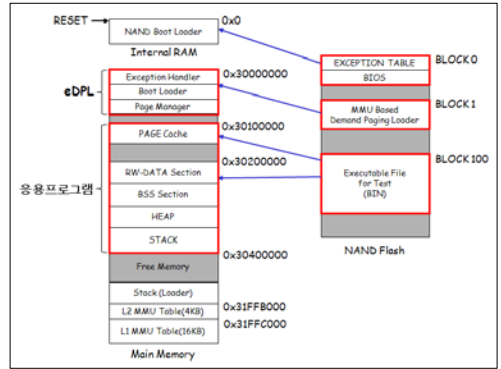 RESET
0x0
NAND Boot Loader
Internal RAM
EXCEPTION TABLE
BLOCK 0
BIOS
eDPL
Exception Handler
0x30000000
Boot Loader
Page Manager
MMU Based
Demand Paging Loader
BLOCK 1
PAGE Cache
0x30100000
0x30200000
BLOCK 100
응용프로그램
RW-DATA Section
BSS Section
HEAP
STACK
Executable File
for Test
(BIN)
NAND Flash
0x30400000
Free Memory
Stack (Loader)
0x31FFB000
L2 MMU Table(4KB)
0x31FFC000
L1 MMU Table(16KB)
Main Memory